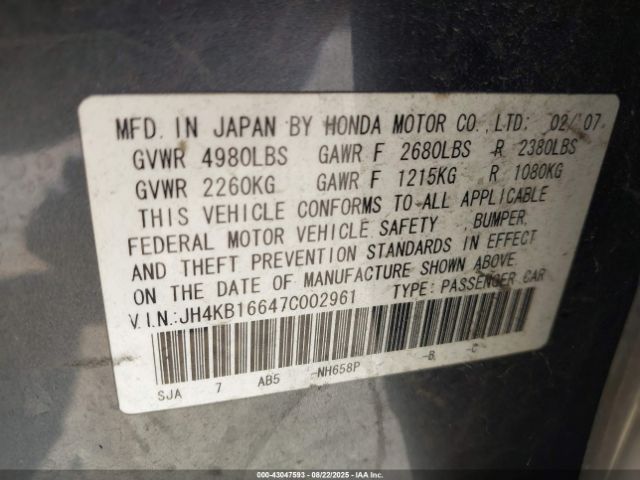 MFD. IN JAPAN BY HONDA MOTOR CO., LTD. 02/'07
GVWR 4980LBS GAWR F 2680LBS R 2380LBS
GVWR 2260KG GAWR F 1215KG R 1080KG
THIS VEHICLE CONFORMS TO ALL APPLICABLE
FEDERAL MOTOR VEHICLE SAFETY , BUMPER,
AND THEFT PREVENTION STANDARDS IN EFFECT
ON THE DATE OF MANUFACTURE SHOWN ABOVE.
V.I.N.:JH4KB16647C002961 TYPE: PASSENGER CAR
SJA 7 AB5 -NH658P -B -C
000-43047593 - 08/22/2025 - IAA Inc.